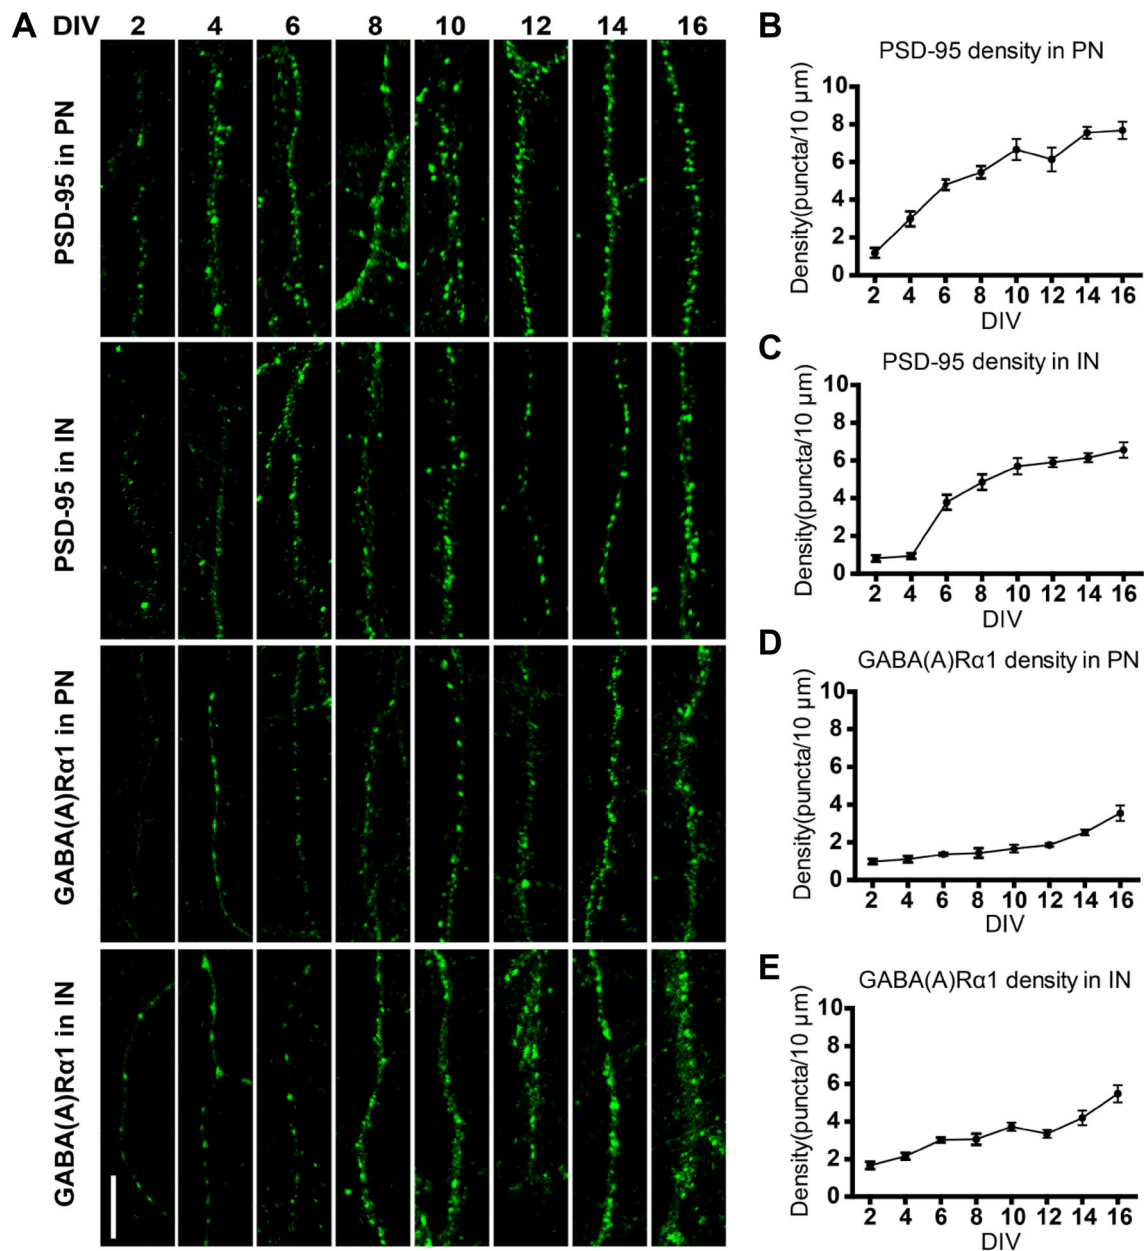 A DIV 2 4 6 8 10 12 14 16
PSD-95 in PN
PSD-95 in IN
GABA(A)Rα1 in PN
GABA(A)Rα1 in IN
B
PSD-95 density in PN
Density(puncta/10 μm)
10
8
6
4
2
0
2 4 6 8 10 12 14 16
DIV
C
PSD-95 density in IN
Density(puncta/10 μm)
10
8
6
4
2
0
2 4 6 8 10 12 14 16
DIV
D
GABA(A)Rα1 density in PN
Density(puncta/10 μm)
10
8
6
4
2
0
2 4 6 8 10 12 14 16
DIV
E
GABA(A)Rα1 density in IN
Density(puncta/10 μm)
10
8
6
4
2
0
2 4 6 8 10 12 14 16
DIV